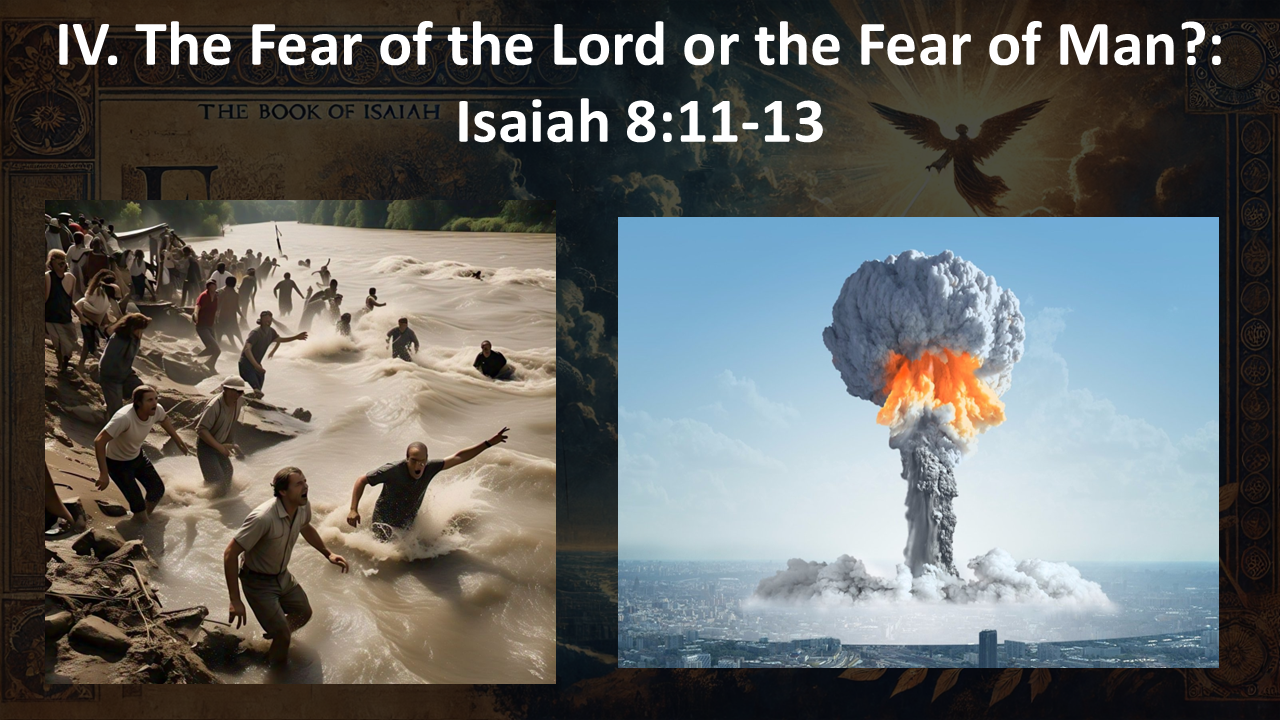 IV. The Fear of the Lord or the Fear of Man?:
Isaiah 8:11-13
THE BOOK OF ISAIAH